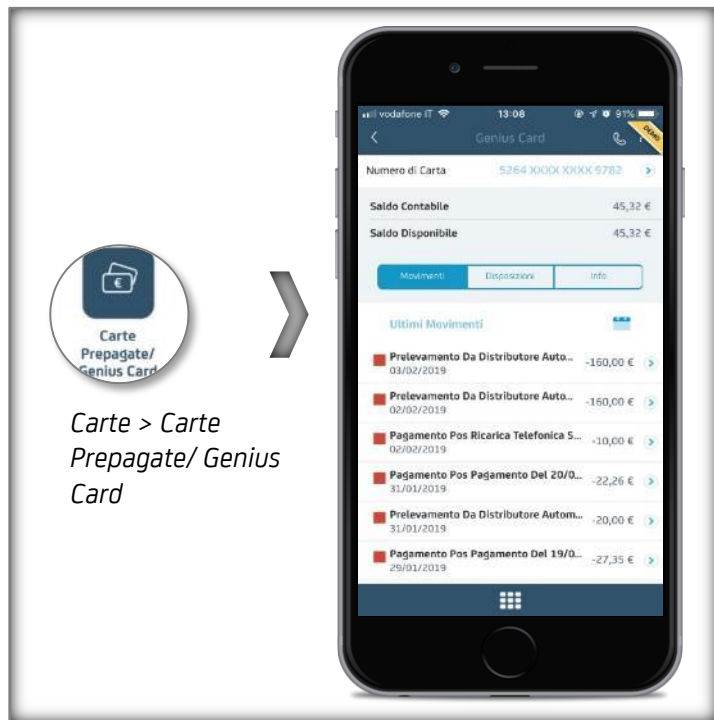 vodafone IT 13:08 91%
DEMO
Genius Card
Numero di Carta 5264 XXXX XXXX 9782
Saldo Contabile 45,32 €
Saldo Disponibile 45,32 €
Movimenti Disposizioni Info
Ultimi Movimenti
Prelevamento Da Distributore Auto... -160,00 €
03/02/2019
Prelevamento Da Distributore Auto... -160,00 €
02/02/2019
Pagamento Pos Ricarica Telefonica S... -10,00 €
02/02/2019
Pagamento Pos Pagamento Del 20/0... -22,26 €
31/01/2019
Prelevamento Da Distributore Autom... -20,00 €
31/01/2019
Pagamento Pos Pagamento Del 19/0... -27,35 €
29/01/2019
€
Carte
Prepagate/
Genius Card
Carte > Carte
Prepagate/ Genius
Card